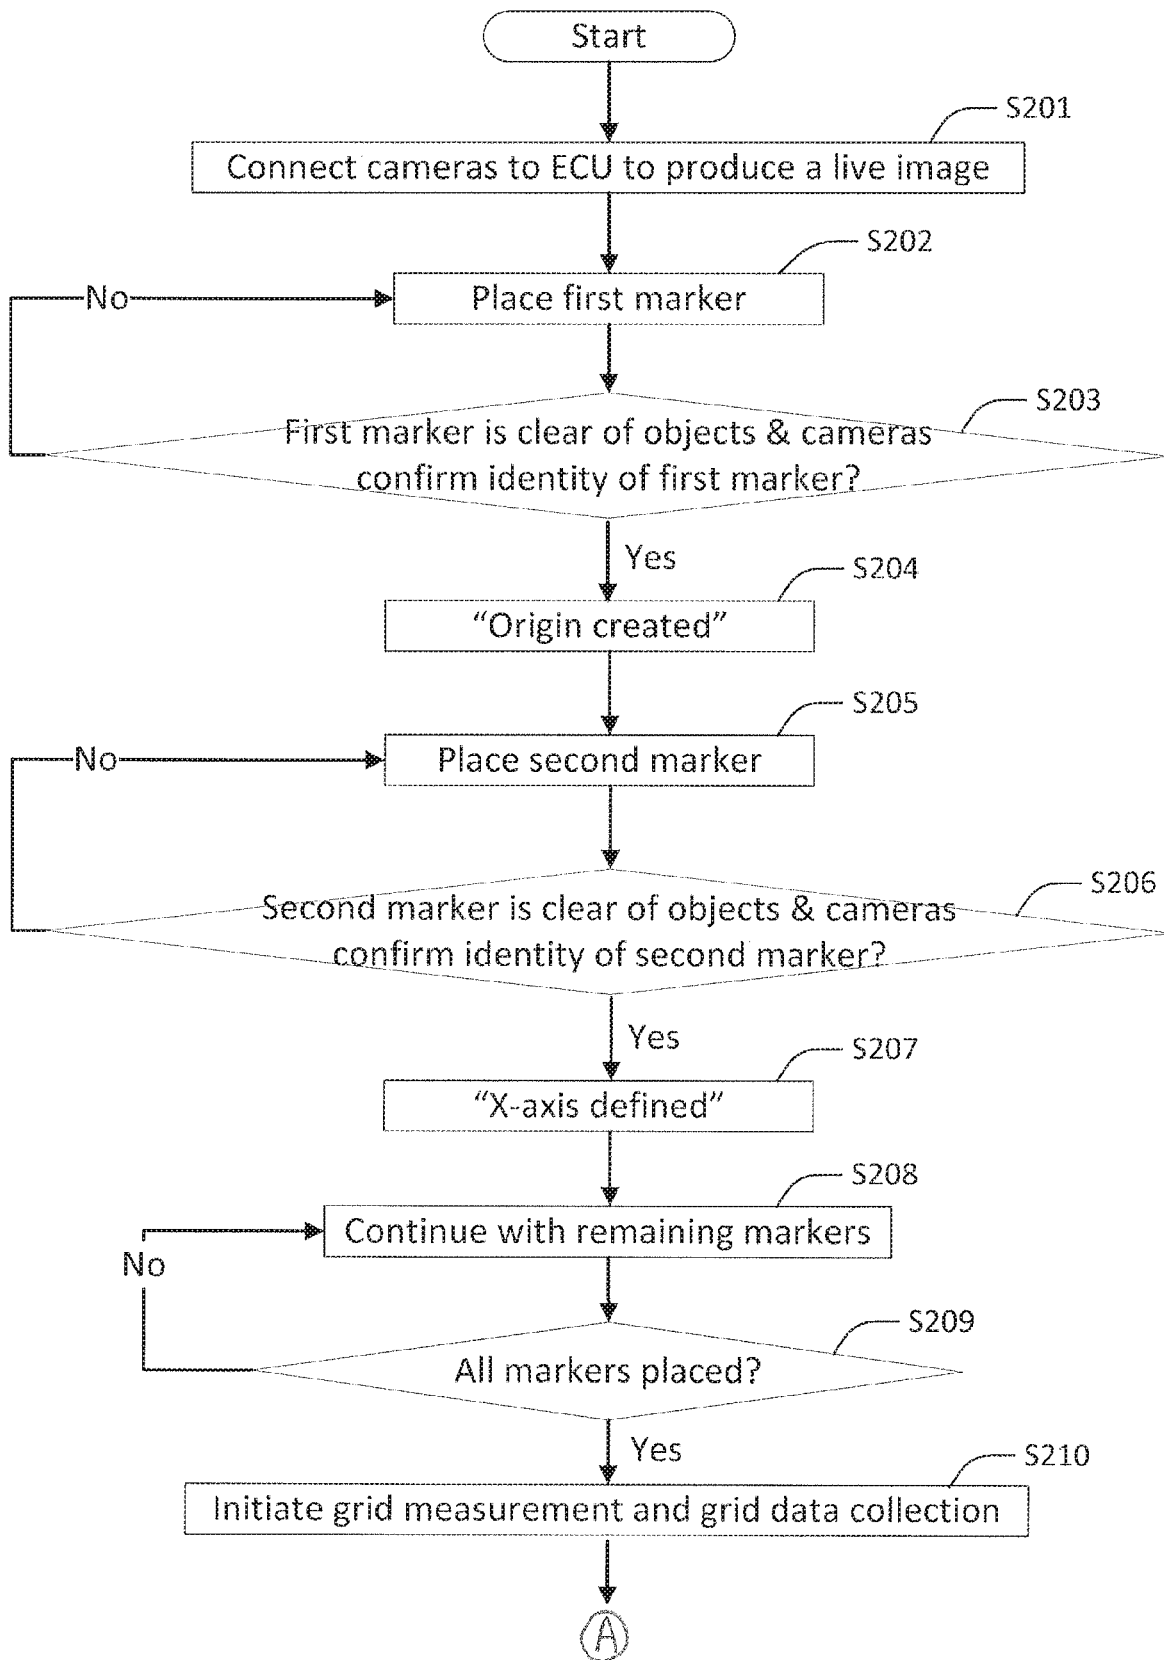 Start
S201
Connect cameras to ECU to produce a live image
S202
No
Place first marker
S203
First marker is clear of objects & cameras
confirm identity of first marker?
Yes
S204
“Origin created”
S205
No
Place second marker
S206
Second marker is clear of objects & cameras
confirm identity of second marker?
Yes
S207
“X-axis defined”
S208
Continue with remaining markers
No
S209
All markers placed?
Yes
S210
Initiate grid measurement and grid data collection
A